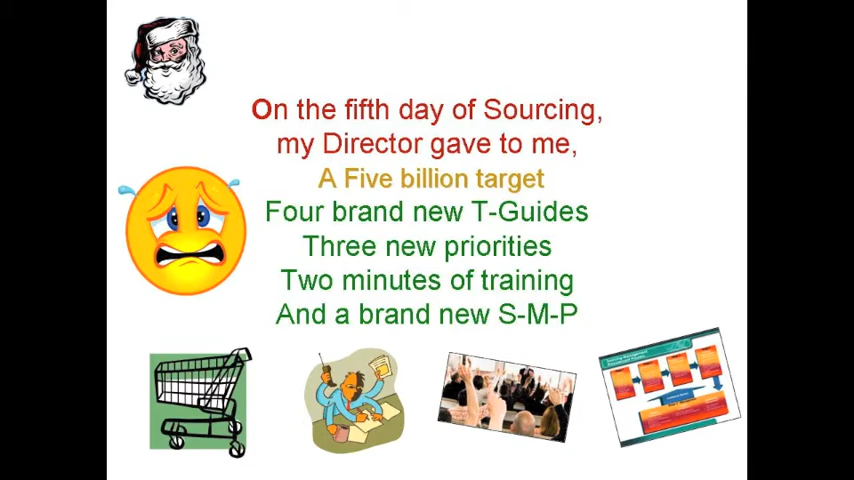 On the fifth day of Sourcing,
my Director gave to me,
A Five billion target
Four brand new T-Guides
Three new priorities
Two minutes of training
And a brand new S-M-P